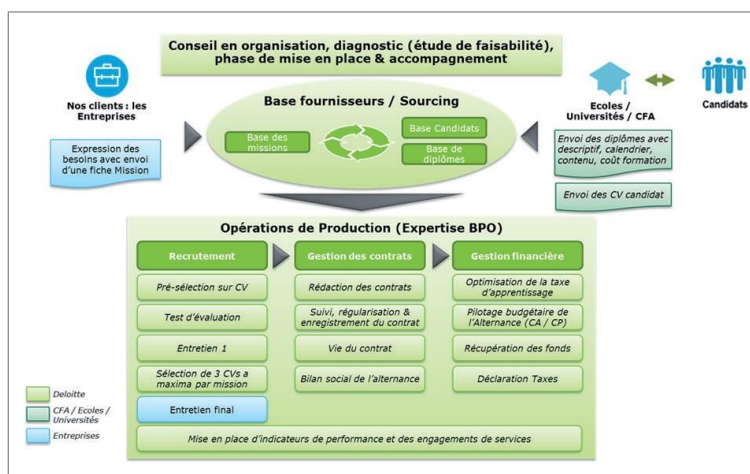 Conseil en organisation, diagnostic (étude de faisabilité),
phase de mise en place & accompagnement
Nos clients : les
Entreprises
Expression des
besoins avec envoi
d'une fiche Mission
Base fournisseurs / Sourcing
Base des
missions
Base Candidats
Base de
diplômes
Ecoles /
Universités / CFA
Candidats
Envoi des diplômes avec
descriptif, calendrier,
contenu, coût formation
Envoi des CV candidat
Opérations de Production (Expertise BPO)
Recrutement
Pré-sélection sur CV
Test d'évaluation
Entretien 1
Sélection de 3 CVs a
maxima par mission
Entretien final
Gestion des contrats
Rédaction des contrats
Suivi, régularisation &
enregistrement du contrat
Vie du contrat
Bilan social de l'alternance
Gestion financière
Optimisation de la taxe
d'apprentissage
Pilotage budgétaire de
l'Alternance (CA / CP)
Récupération des fonds
Déclaration Taxes
Mise en place d'indicateurs de performance et des engagements de services
Deloitte
CFA / Ecoles /
Universités
Entreprises